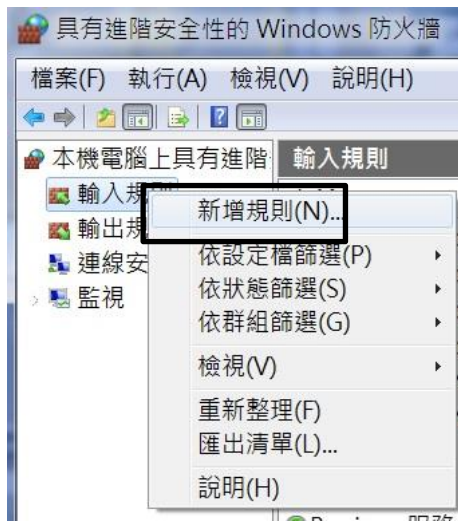 具有進階安全性的 Windows 防火牆
檔案(F) 執行(A) 檢視(V) 說明(H)
本機電腦上具有進階
輸入規則
輸入規
新增規則(N)...
輸出規
依設定檔篩選(P)
連線安
依狀態篩選(S)
監視
依群組篩選(G)
檢視(V)
重新整理(F)
匯出清單(L)...
說明(H)